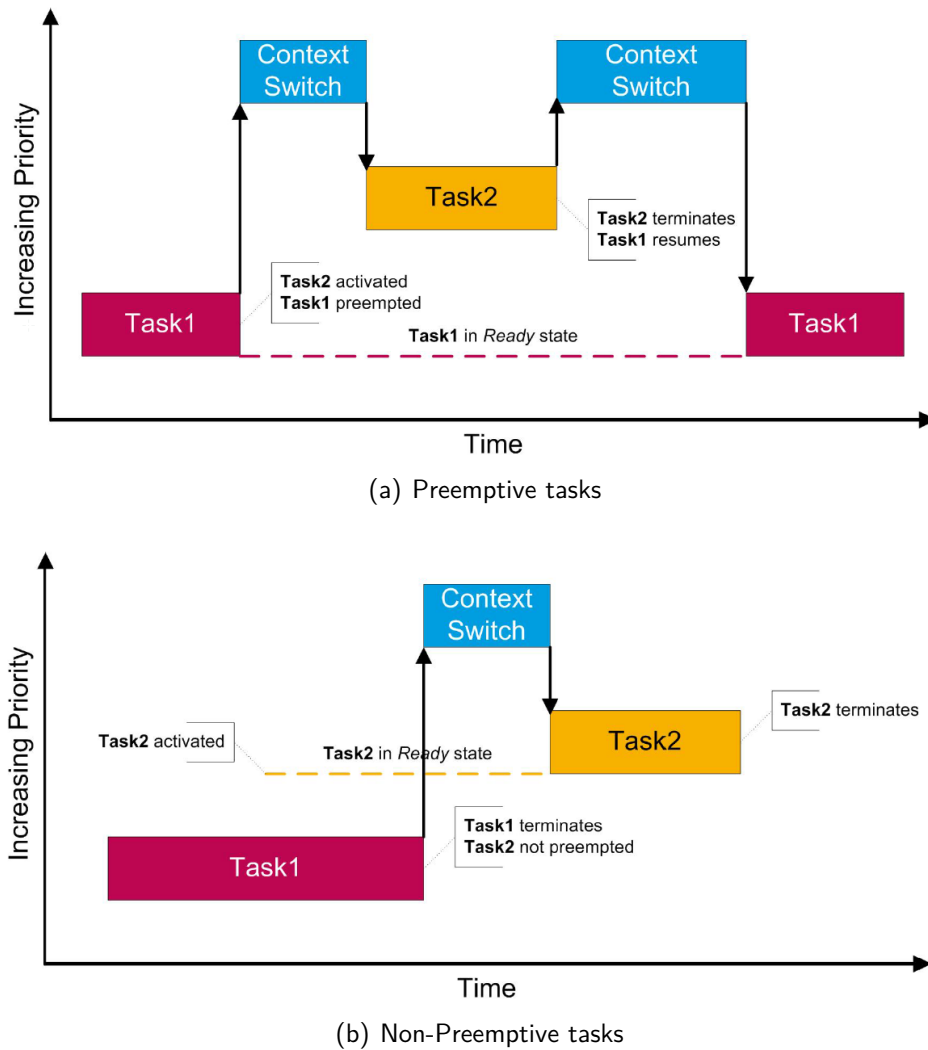 Increasing Priority
Context
Switch
Context
Switch
Task2
Task2 terminates
Task1 resumes
Task2 activated
Task1 preempted
Task1
Task1 in Ready state
Task1
Time
(a) Preemptive tasks
Increasing Priority
Context
Switch
Task2 activated
Task2 in Ready state
Task2
Task2 terminates
Task1 terminates
Task2 not preempted
Task1
Time
(b) Non-Preemptive tasks